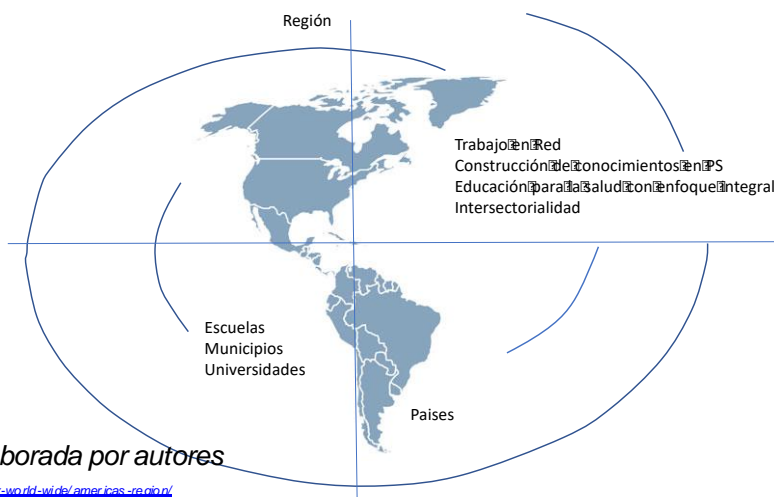 Región
Trabajo en Red
Construcción de conocimientos en PS
Educación para la salud con enfoque integral
Intersectorialidad
Escuelas
Municipios
Universidades
Paises
borada por autores
-world-wide/americas-region/